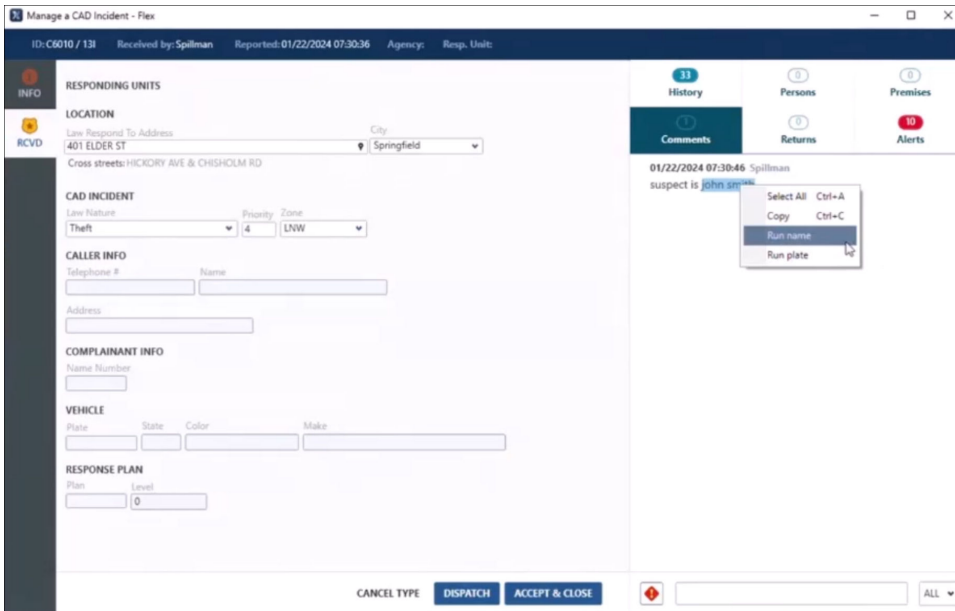 Manage a CAD Incident - Flex
ID: C6010 / 13I Received by: Spillman Reported: 01/22/2024 07:30:36 Agency: Resp. Unit:
INFO
RCVD
RESPONDING UNITS
LOCATION
Law Respond To Address City
401 ELDER ST Springfield
Cross streets: HICKORY AVE & CHISHOLM RD
CAD INCIDENT
Law Nature Priority Zone
Theft 4 LNW
CALLER INFO
Telephone # Name
Address
COMPLAINANT INFO
Name Number
VEHICLE
Plate State Color Make
RESPONSE PLAN
Plan Level
0
CANCEL TYPE DISPATCH ACCEPT & CLOSE
33 0 0
History Persons Premises
1 0 10
Comments Returns Alerts
01/22/2024 07:30:46 Spillman
suspect is john smith
Select All Ctrl+A
Copy Ctrl+C
Run name
Run plate
ALL